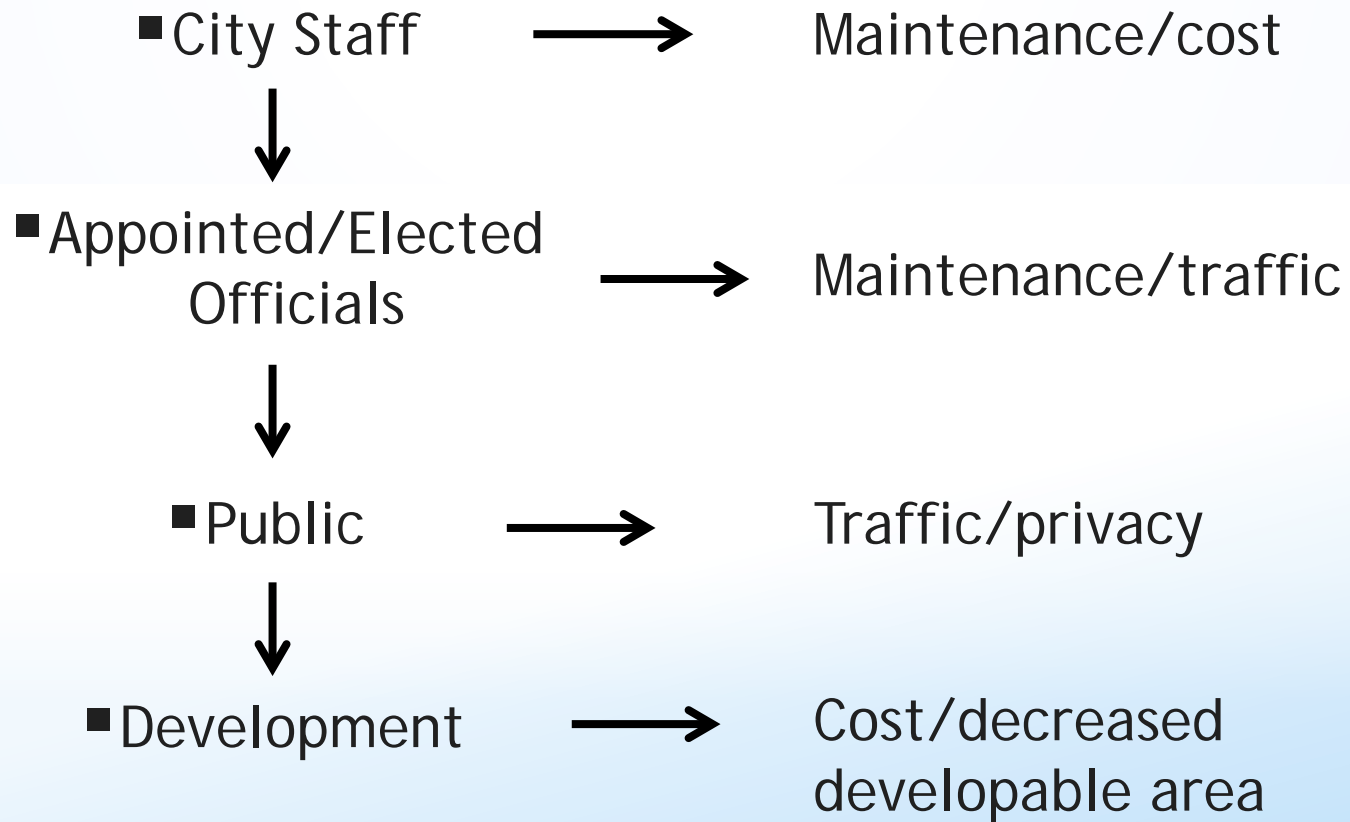 ▪City Staff
Maintenance/cost
▪Appointed/Elected
Officials
Maintenance/traffic
▪Public
Traffic/privacy
▪Development
Cost/decreased
developable area